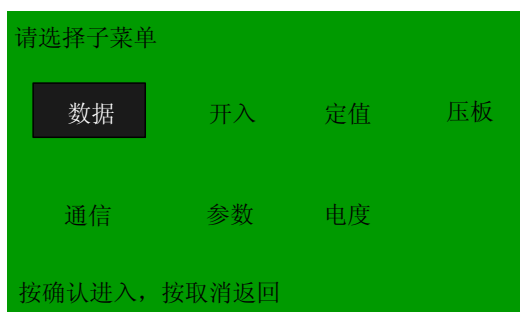 请选择子菜单
数据 开入 定值 压板
通信 参数 电度
按确认进入，按取消返回